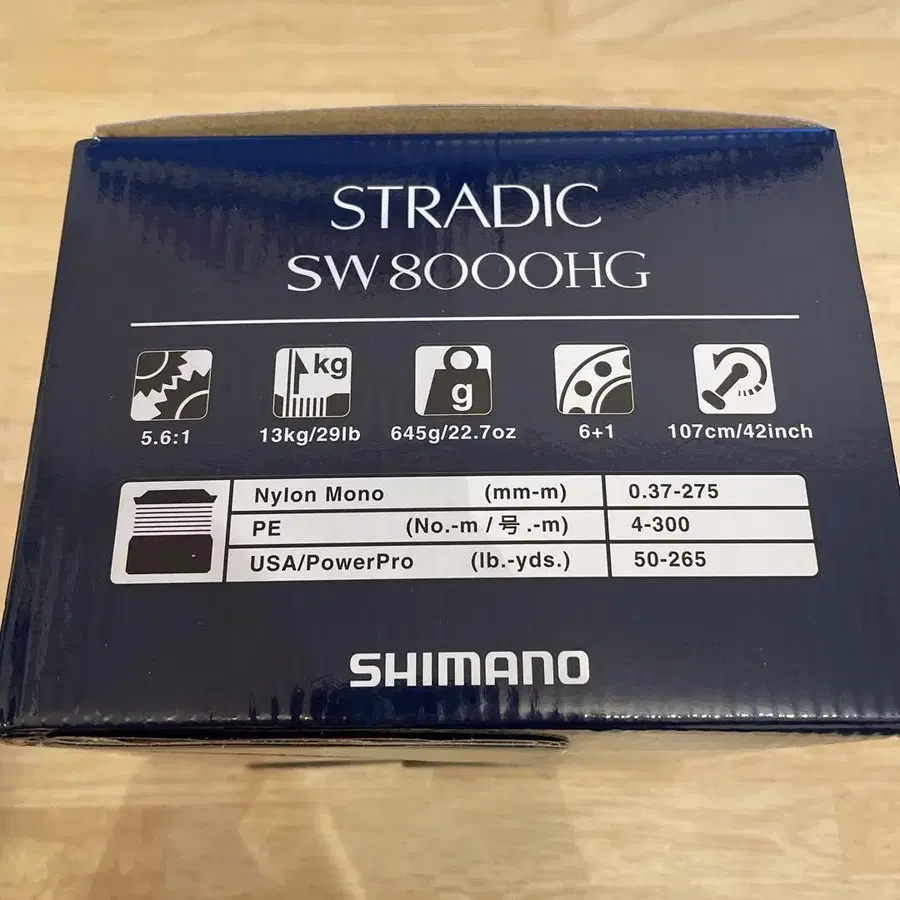 STRADIC
SW8000HG
kg
g
5.6:1 13kg/29lb 645g/22.7oz 6+1 107cm/42inch
Nylon Mono (mm-m) 0.37-275
PE (No.-m / 号 .-m) 4-300
USA/PowerPro (lb.-yds.) 50-265
SHIMANO